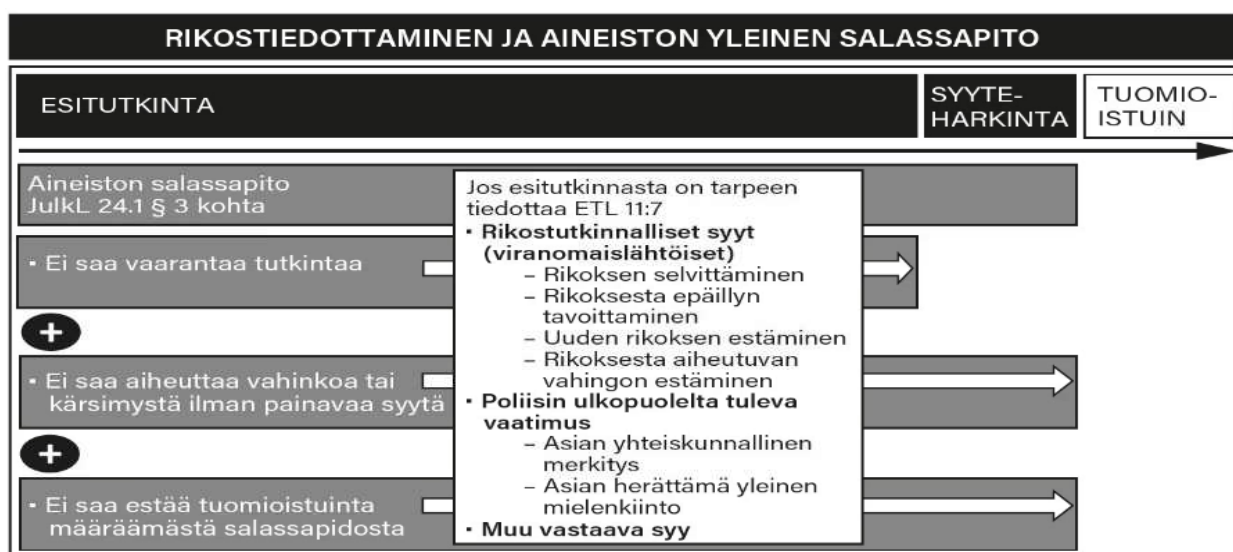 RIKOSTIEDOTTAMINEN JA AINEISTON YLEINEN SALASSAPITO
ESITUTKINTA
SYYTE-
HARKINTA
TUOMIO-
ISTUIN
Aineiston salassapito
JulkL 24.1 § 3 kohta
• Ei saa vaarantaa tutkintaa
+
• Ei saa aiheuttaa vahinkoa tai
kärsimystä ilman painavaa syytä
+
• Ei saa estää tuomioistuinta
määräämästä salassapidosta
Jos esitutkinnasta on tarpeen
tiedottaa ETL 11:7
• Rikostutkinnalliset syyt
(viranomaislähtöiset)
– Rikoksen selvittäminen
– Rikoksesta epäillyn
tavoittaminen
– Uuden rikoksen estäminen
– Rikoksesta aiheutuvan
vahingon estäminen
• Poliisin ulkopuolelta tuleva
vaatimus
– Asian yhteiskunnallinen
merkitys
– Asian herättämä yleinen
mielenkiinto
• Muu vastaava syy